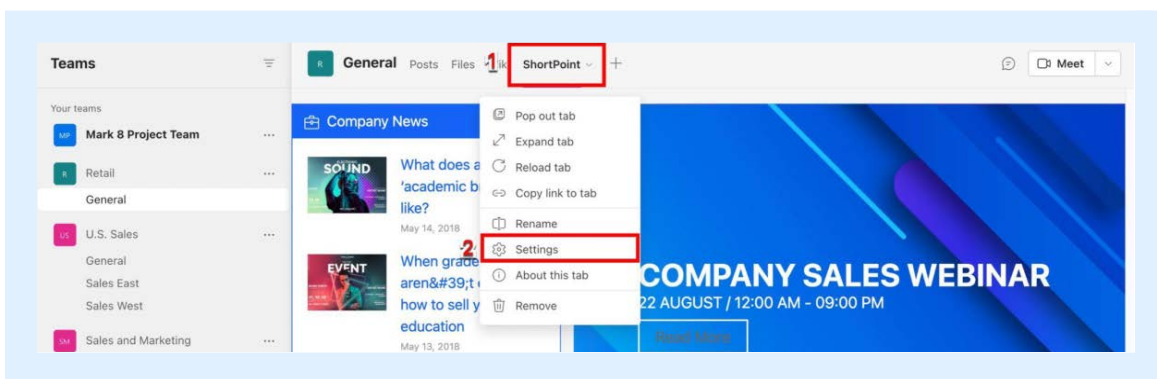 Teams
Your teams
MP Mark 8 Project Team ...
R Retail ...
General
US U.S. Sales ...
General
Sales East
Sales West
SM Sales and Marketing ...
R General Posts Files 1 ShortPoint +
Meet
Company News
SOUND
What does a
'academic b
like?
May 14, 2018
EVENT
When grade
aren&#39;t
how to sell y
education
May 13, 2018
Pop out tab
Expand tab
Reload tab
Copy link to tab
Rename
2 Settings
About this tab
Remove
COMPANY SALES WEBINAR
22 AUGUST / 12:00 AM - 09:00 PM
Read More